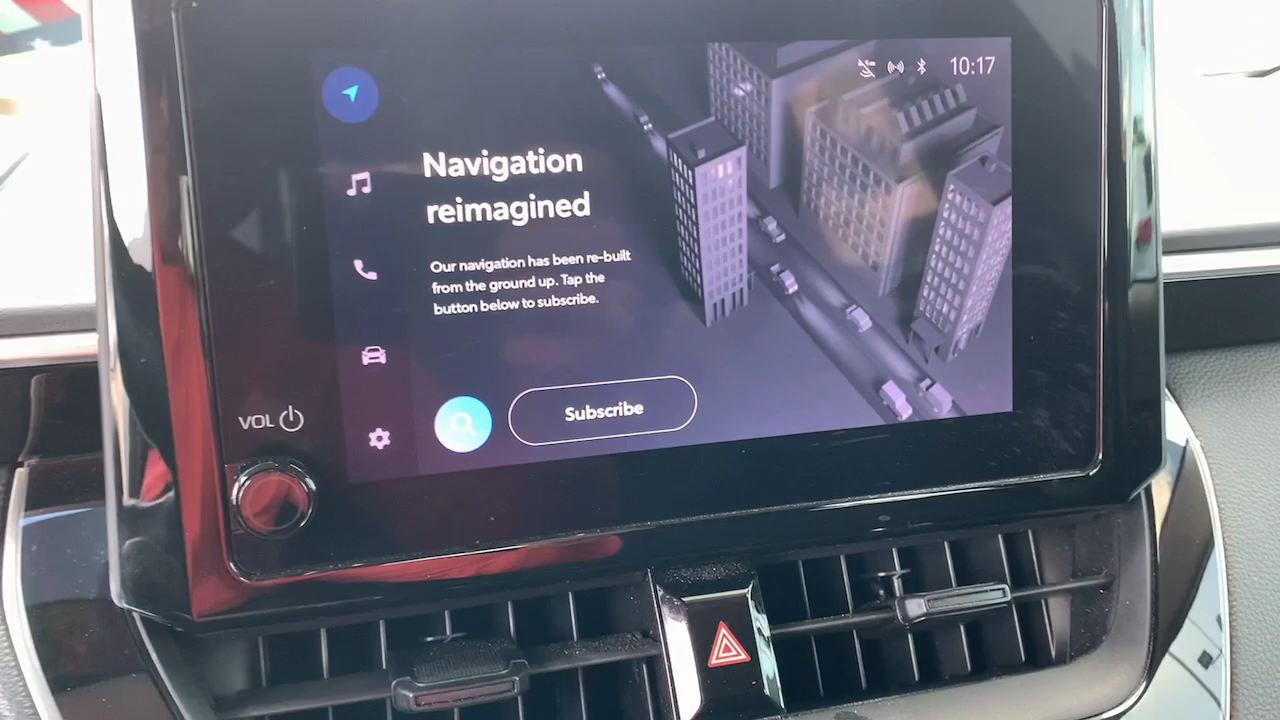 10:17
Navigation
reimagined
Our navigation has been re-built
from the ground up. Tap the
button below to subscribe.
Subscribe
VOL